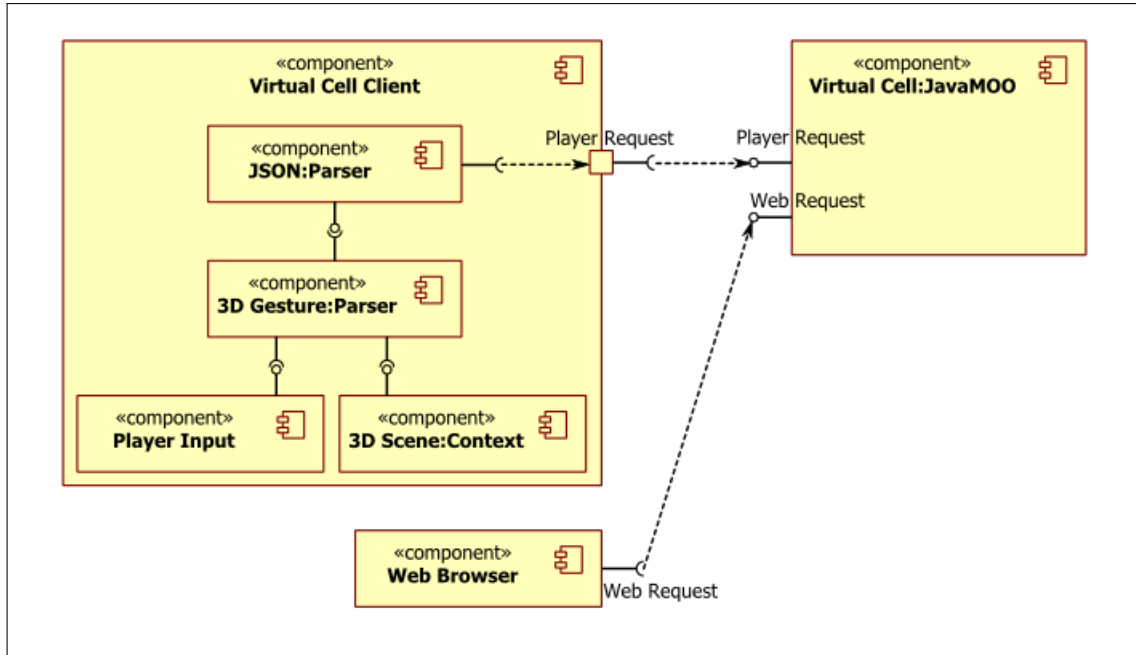 «component»
Virtual Cell Client
«component»
Virtual Cell:JavaMOO
«component»
JSON:Parser
Player Request
Player Request
Web Request
«component»
3D Gesture:Parser
«component»
Player Input
«component»
3D Scene:Context
«component»
Web Browser
Web Request